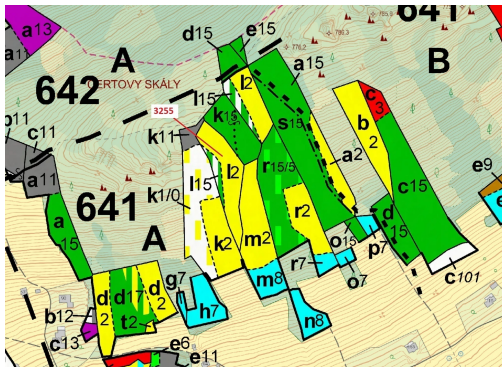 641
a13
A
d15
e15
a15
B
a11
642
ČERTOVY SKÁLY
l2
l15
c
3
3255
k15
s15
b
2
b11
c11
k11
l15
l2
r15/5
a2
c15
e9
a11
k1/0
a
15
641
A
k2
m2
r2
d
15
o15
p7
r7
o7
c101
d
2
d17
d
2
g7
h7
m8
n8
b12
t2
c13
e6
e11